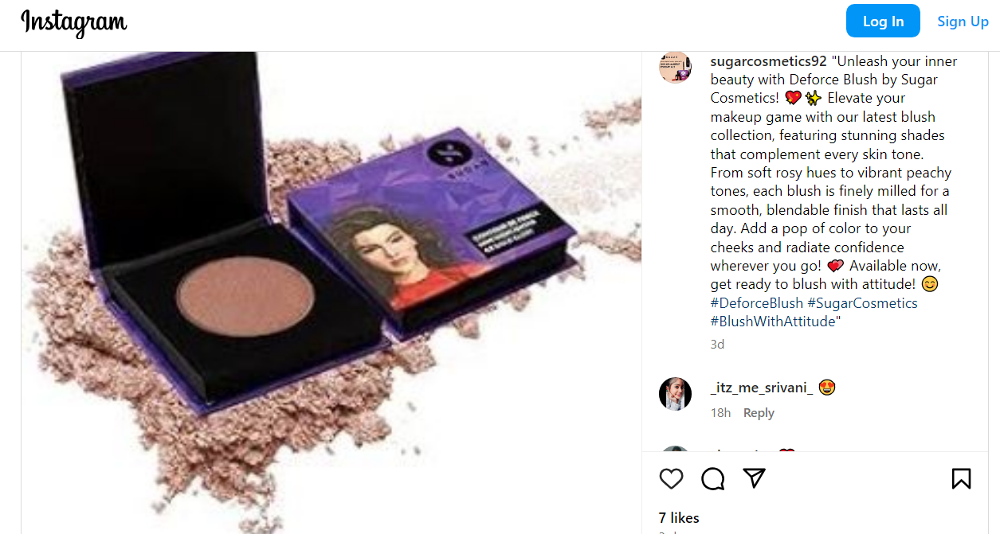 Instagram
Log In
Sign Up
SUGAR
CONTOUR DE FORCE
sugarcosmetics92 "Unleash your inner
beauty with Deforce Blush by Sugar
Cosmetics! 💖✨ Elevate your
makeup game with our latest blush
collection, featuring stunning shades
that complement every skin tone.
From soft rosy hues to vibrant peachy
tones, each blush is finely milled for a
smooth, blendable finish that lasts all
day. Add a pop of color to your
cheeks and radiate confidence
wherever you go! 💕 Available now,
get ready to blush with attitude! 😊
#DeforceBlush #SugarCosmetics
#BlushWithAttitude"
3d
_itz_me_srivani_ 😍
18h Reply
7 likes